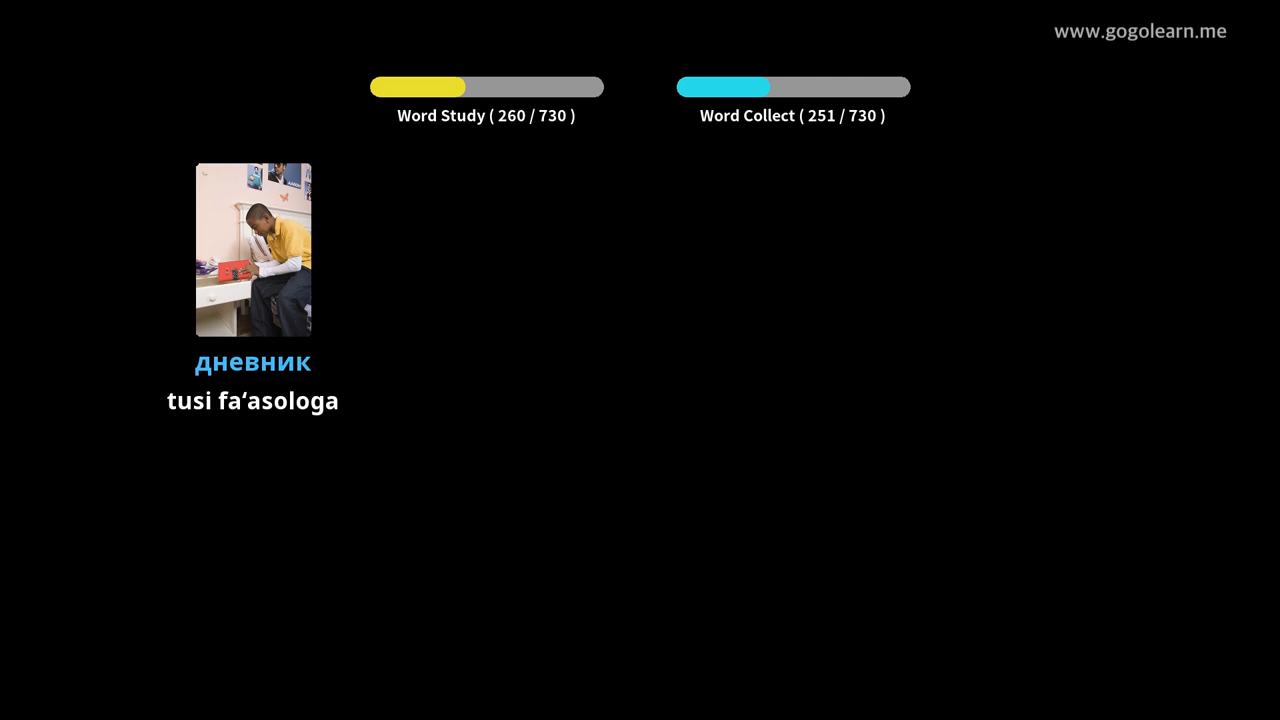 www.gogolearn.me
Word Study ( 260 / 730 )
Word Collect ( 251 / 730 )
дневник
tusi fa‘asologa